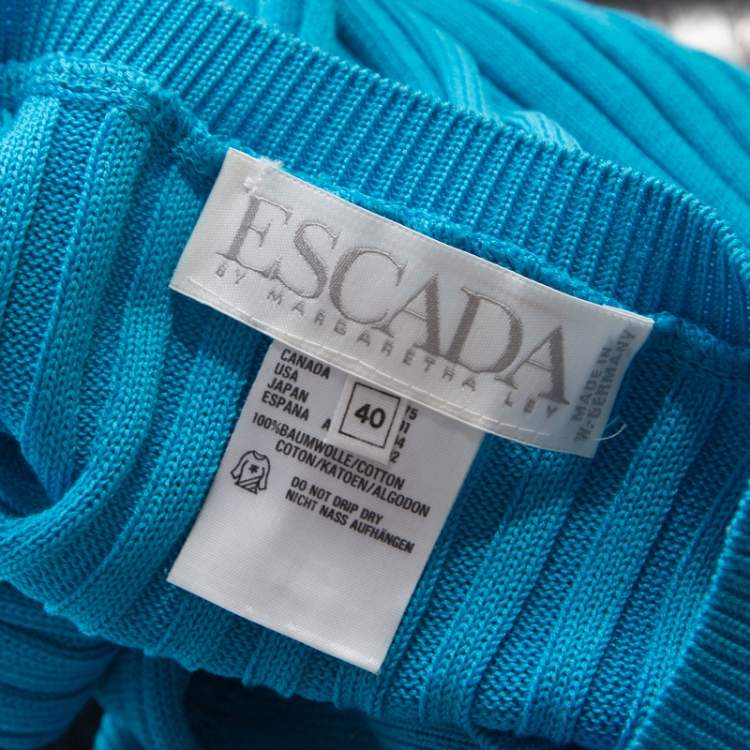 ESCADA
BY MARGARETHA LEY
MADE IN
W.-GERMANY
CANADA
USA
JAPAN
ESPANA
40
100%BAUMWOLLE/COTTON
COTON/KATOEN/ALGODON
DO NOT DRIP DRY
NICHT NASS AUFHÄNGEN